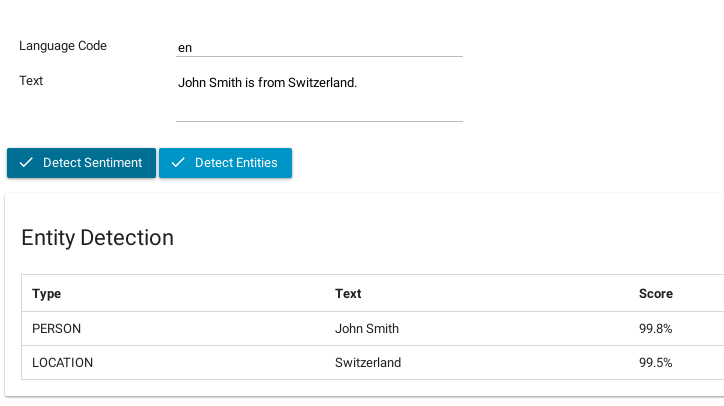 Language Code en
Text John Smith is from Switzerland.
Detect Sentiment Detect Entities
Entity Detection
Type Text Score
PERSON John Smith 99.8%
LOCATION Switzerland 99.5%